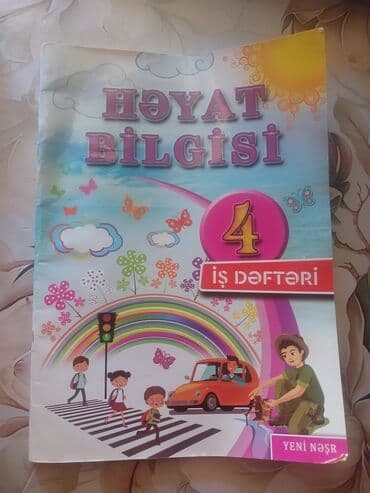 HƏYAT
BİLGİSİ
4
İŞ DƏFTƏRİ
YENİ NƏŞR